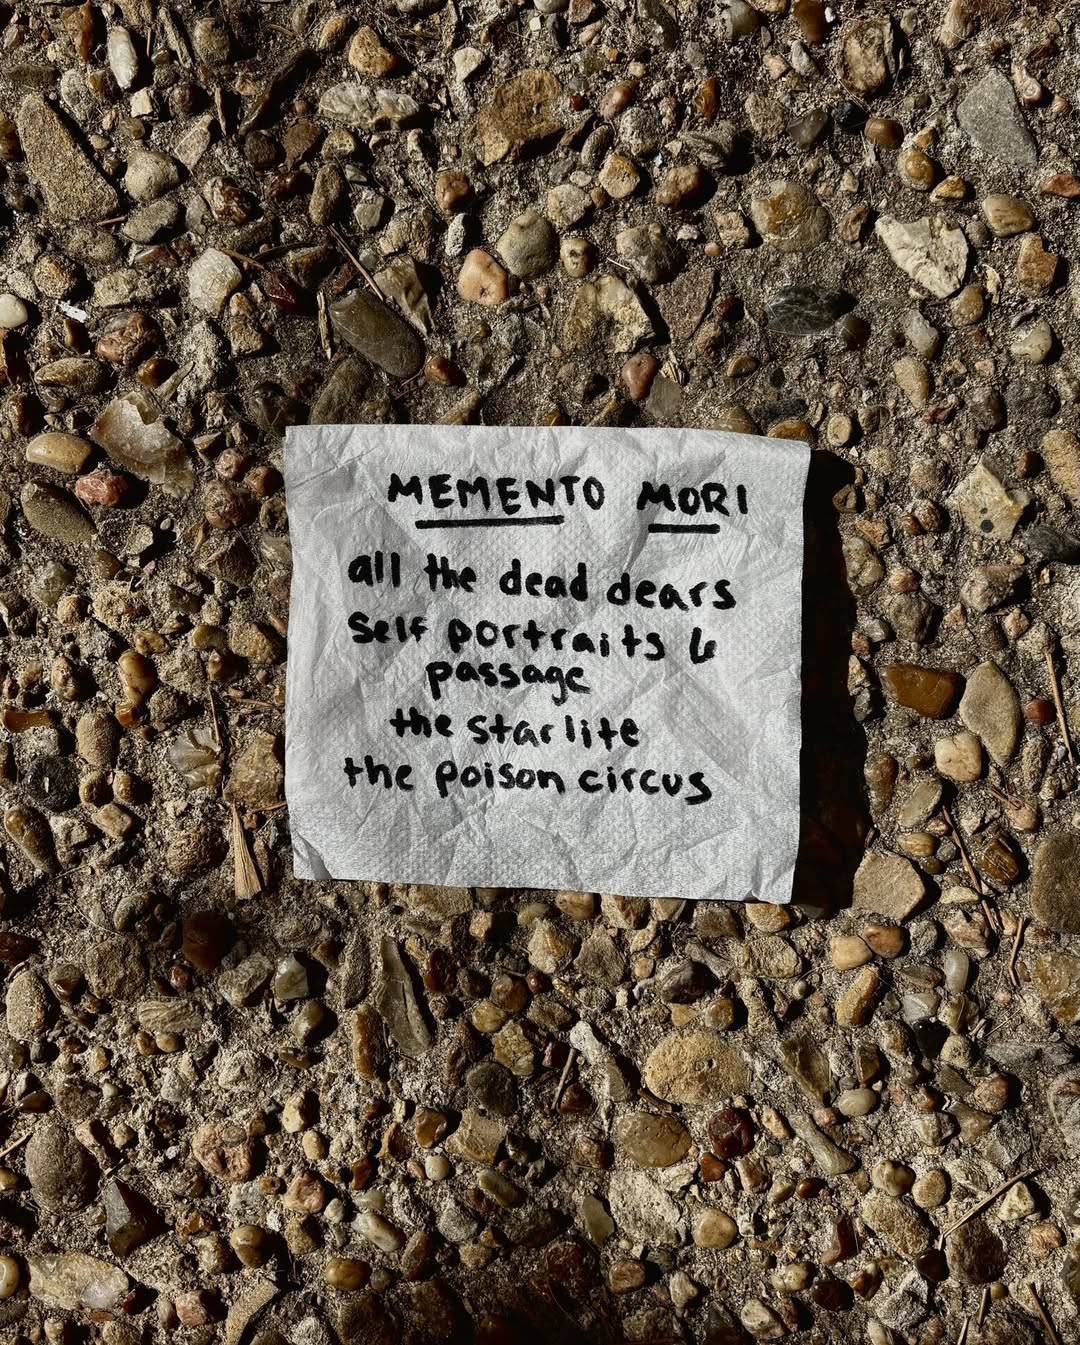 MEMENTO MORI
all the dead dears
Self portraits &
passage
the starlite
the poison circus